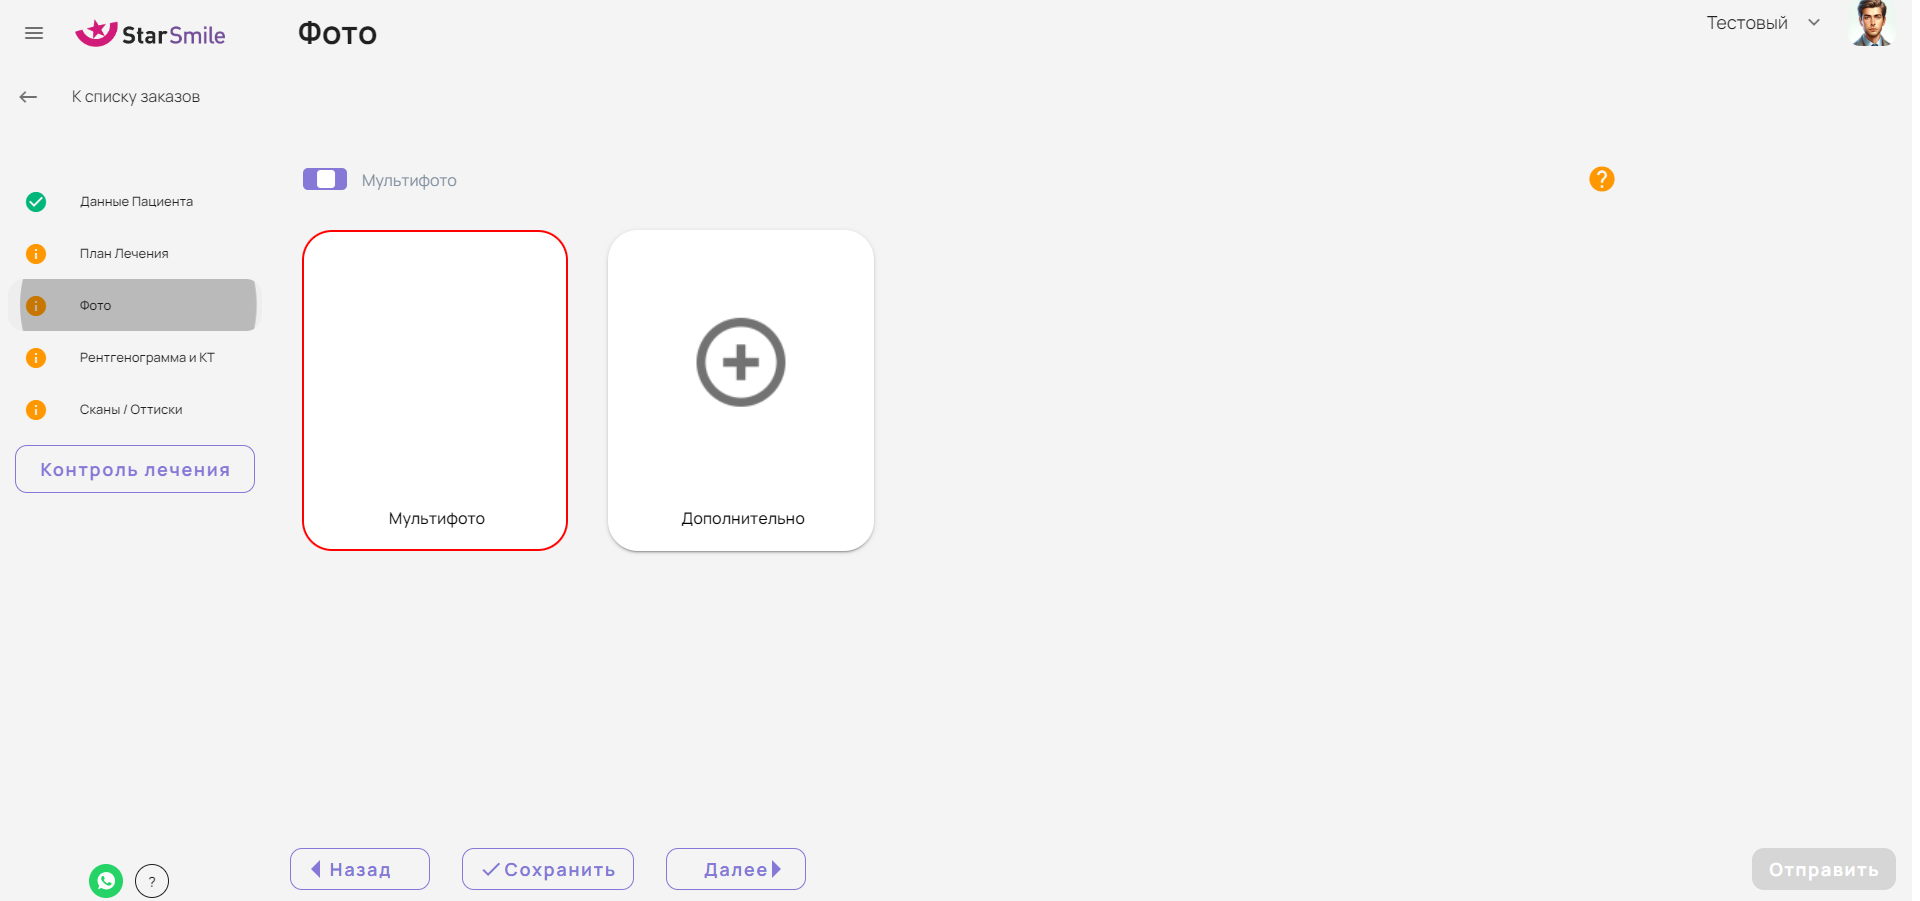 StarSmile
Фото
Тестовый
К списку заказов
Мультифото
?
Данные Пациента
План Лечения
Фото
Рентгенограмма и КТ
Сканы / Оттиски
Контроль лечения
Мультифото
Дополнительно
Назад
Сохранить
Далее
Отправить
?